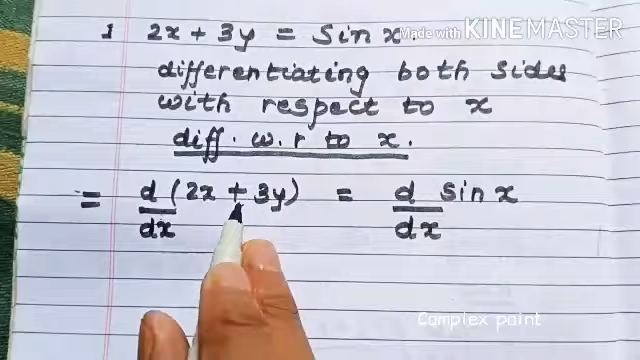 1 2x + 3y = Sin x.
Made with KINEMASTER
differentiating both sides
with respect to x
diff. w.r to x.
= d/dx (2x + 3y) = d/dx Sin x
Complex point